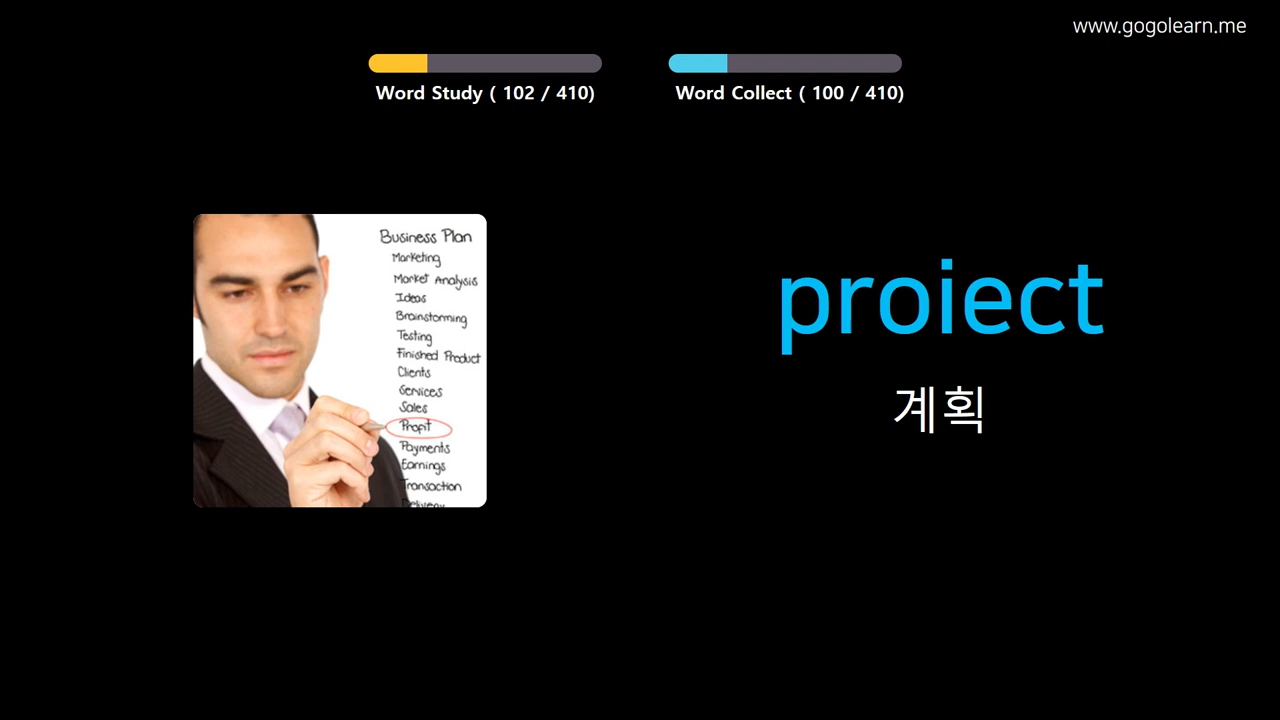 www.gogolearn.me
Word Study ( 102 / 410)
Word Collect ( 100 / 410)
Business Plan
Marketing
Market Analysis
Ideas
Brainstorming
Testing
Finished Product
Clients
Services
Sales
Profit
Payments
Earnings
Transaction
Delivery
proiect
계획